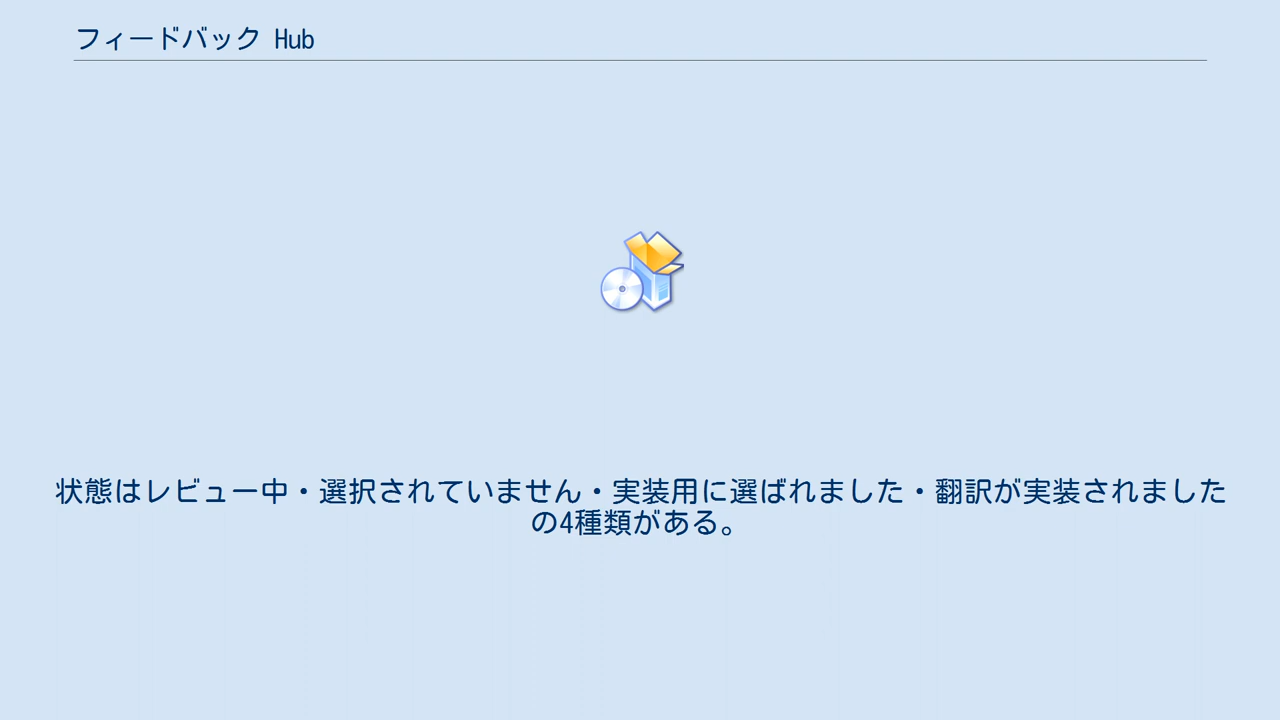 フィードバック Hub
状態はレビュー中・選択されていません・実装用に選ばれました・翻訳が実装されました
の4種類がある。